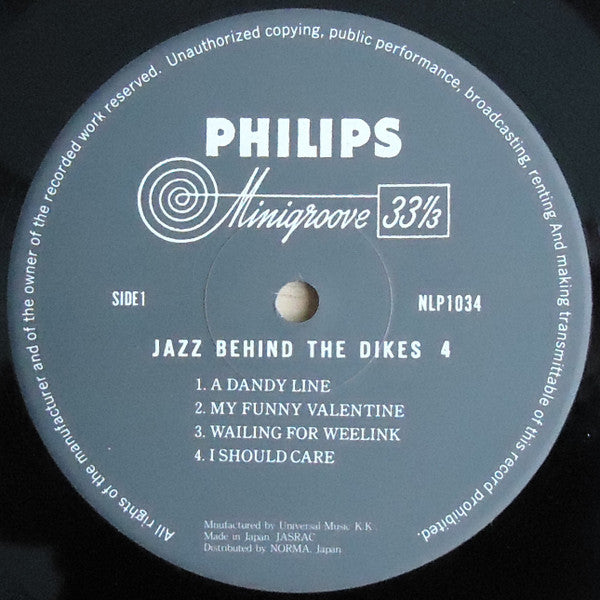 All rights of the manufacturer and of the owner of the recorded work reserved. Unauthorized copying, public performance, broadcasting, renting And making transmittable of this record prohibited.
PHILIPS
Minigroove 33⅓
SIDE1 NLP1034
JAZZ BEHIND THE DIKES 4
1. A DANDY LINE
2. MY FUNNY VALENTINE
3. WAILING FOR WEELINK
4. I SHOULD CARE
Mnufactured by Universal Music K.K.
Made in Japan JASRAC
Distributed by NORMA, Japan